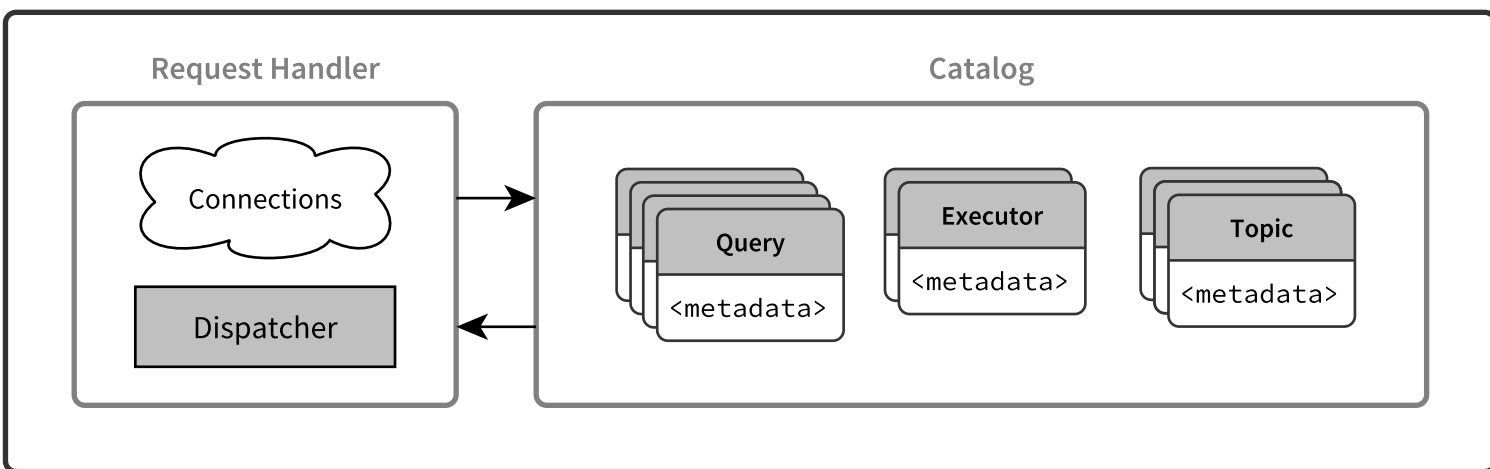 Request Handler
Connections
Dispatcher
Catalog
Query
<metadata>
Executor
<metadata>
Topic
<metadata>